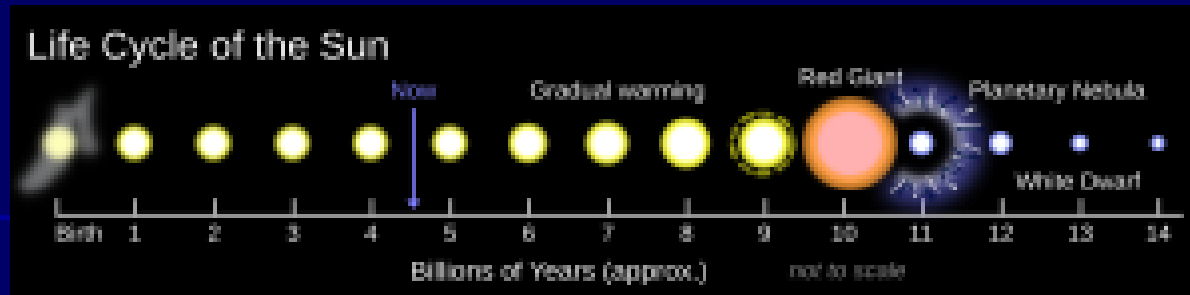 Life Cycle of the Sun
Now
Gradual warming
Red Giant
Planetary Nebula
White Dwarf
Birth 1 2 3 4 5 6 7 8 9 10 11 12 13 14
Billions of Years (approx.)
not to scale